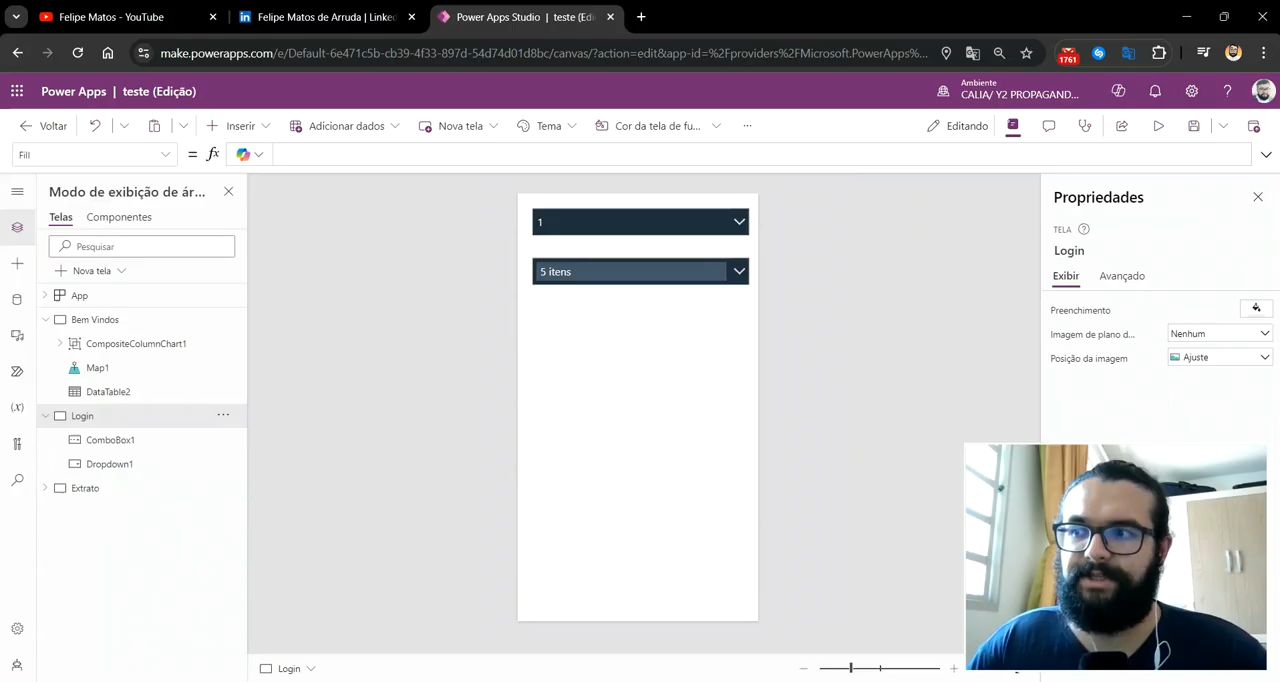 Felipe Matos - YouTube
Felipe Matos de Arruda | Linke
Power Apps Studio | teste (Edi
make.powerapps.com/e/Default-6e471c5b-cb39-4f33-897d-54d74d01d8bc/canvas/?action=edit&app-id=%2Fproviders%2FMicrosoft.PowerApps%...
1761
Power Apps | teste (Edição)
Ambiente
CALIA/ Y2 PROPAGAND...
Voltar
Inserir
Adicionar dados
Nova tela
Tema
Cor da tela de fu...
...
Editando
Fill
= fx
Modo de exibição de ár...
Telas
Componentes
Pesquisar
Nova tela
App
Bem Vindos
CompositeColumnChart1
Map1
DataTable2
Login
...
ComboBox1
Dropdown1
Extrato
(x)
1
5 itens
Login
Propriedades
TELA
Login
Exibir
Avançado
Preenchimento
Imagem de plano d...
Nenhum
Posição da imagem
Ajuste